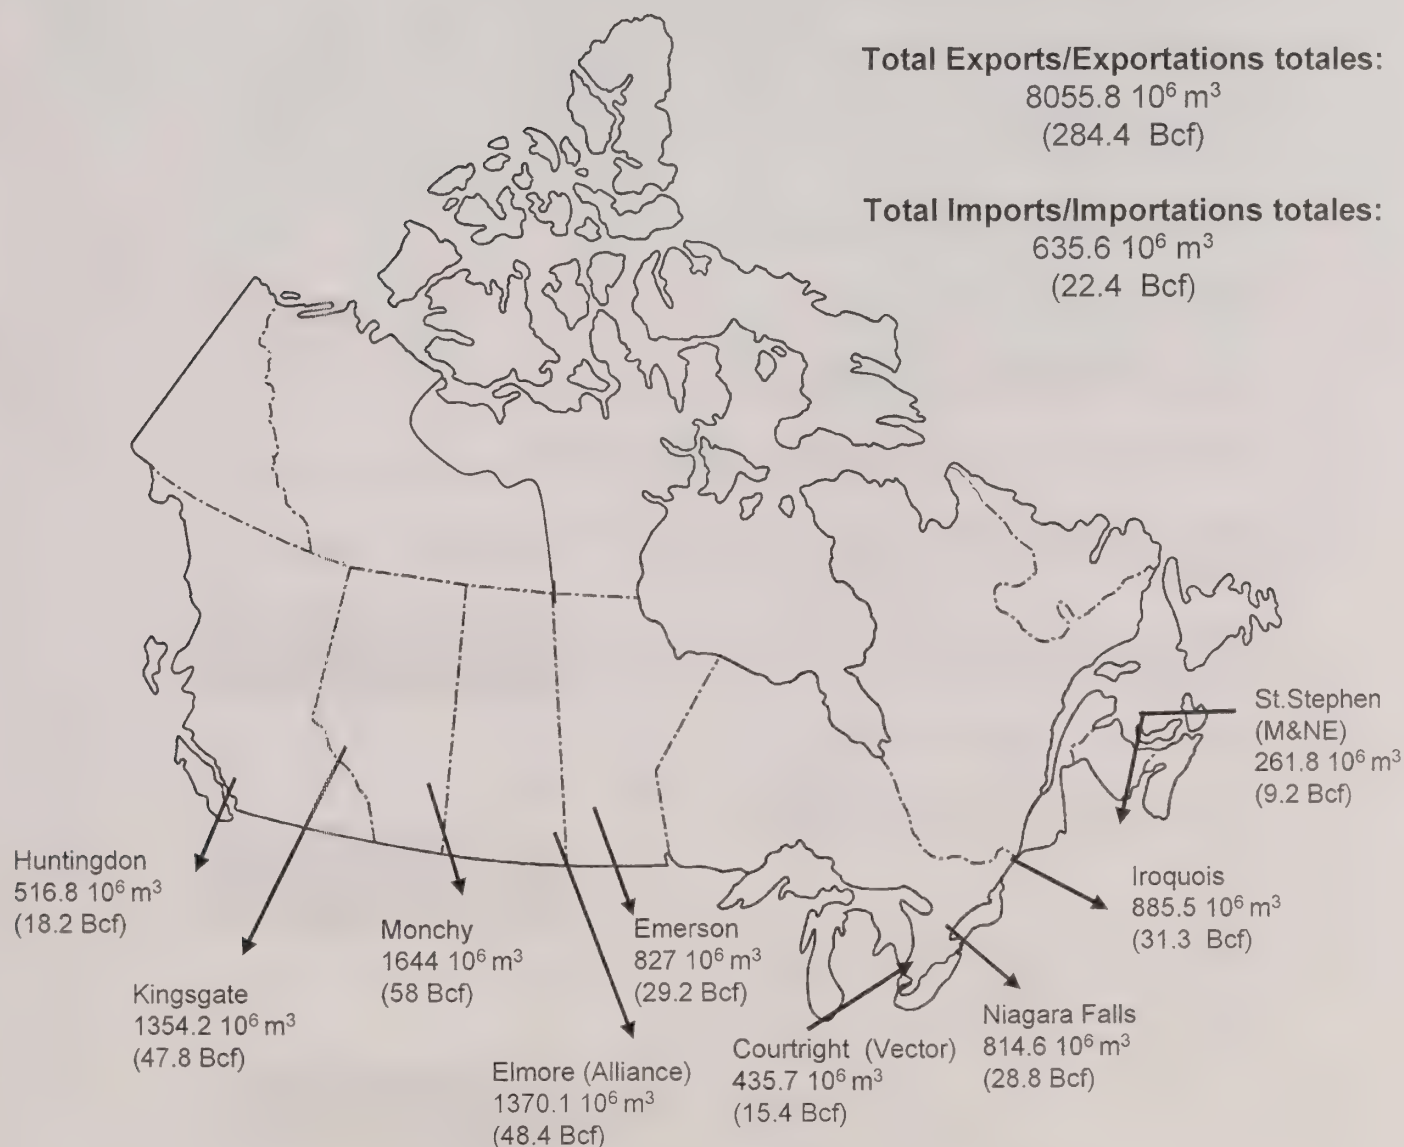 Total Exports/Exportations totales:
8055.8 10⁶ m³
(284.4 Bcf)
Total Imports/Importations totales:
635.6 10⁶ m³
(22.4 Bcf)
St.Stephen
(M&NE)
261.8 10⁶ m³
(9.2 Bcf)
Huntingdon
516.8 10⁶ m³
(18.2 Bcf)
Kingsgate
1354.2 10⁶ m³
(47.8 Bcf)
Monchy
1644 10⁶ m³
(58 Bcf)
Elmore (Alliance)
1370.1 10⁶ m³
(48.4 Bcf)
Emerson
827 10⁶ m³
(29.2 Bcf)
Courtright (Vector)
435.7 10⁶ m³
(15.4 Bcf)
Niagara Falls
814.6 10⁶ m³
(28.8 Bcf)
Iroquois
885.5 10⁶ m³
(31.3 Bcf)